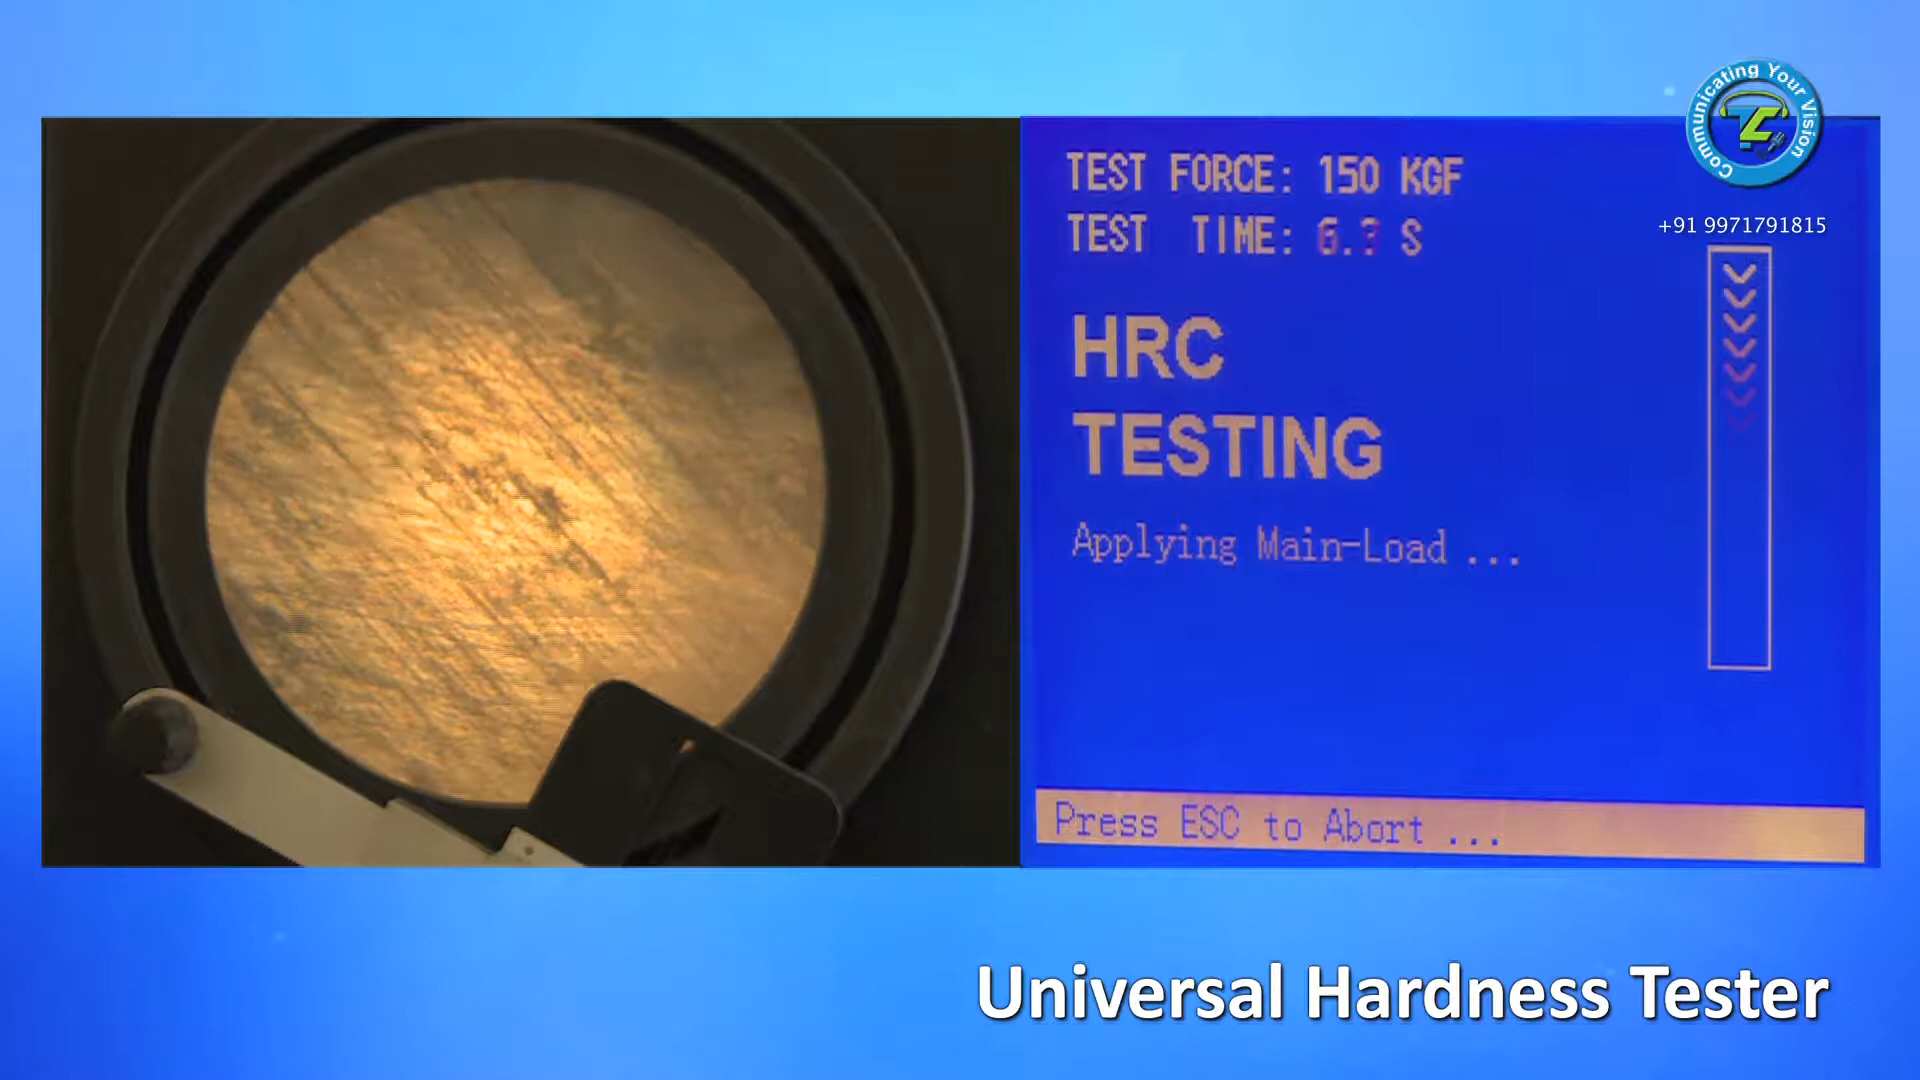 Communicating Your Vision
TC
+91 9971791815
TEST FORCE: 150 KGF
TEST TIME: S
HRC
TESTING
Applying Main-Load ...
Press ESC to Abort ...
Universal Hardness Tester